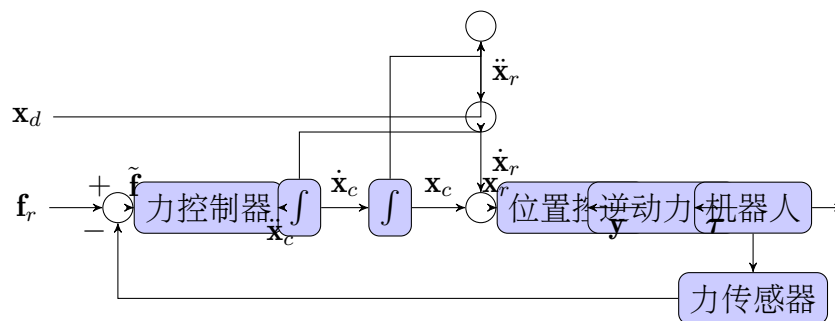 ẍ_r
x_d
ẋ_r
+
f̃
ẋ_c
x_c
x_r
f_r
力控制器
∫
∫
位置控
逆动力
机器人
−
ẍ_c
y
τ
力传感器